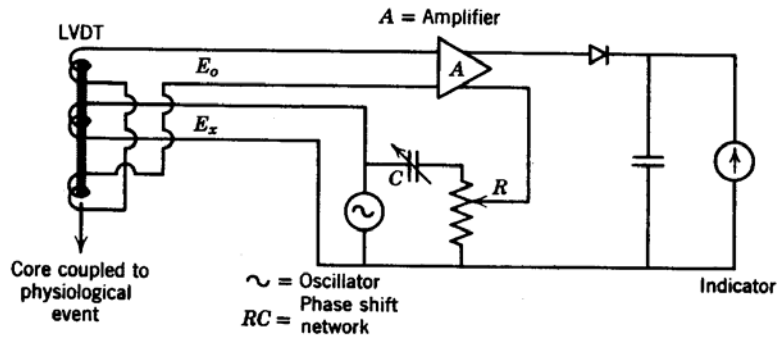 A = Amplifier
LVDT
E_o
A
E_x
C
R
Core coupled to
physiological
event
∼ = Oscillator
RC = Phase shift
network
Indicator